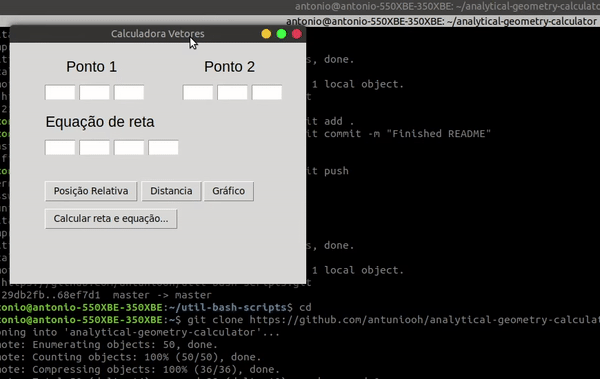 antonio@antonio-550XBE-350XBE: ~/analytical-geometry-calculator
antonio@antonio-550XBE-350XBE: ~/analytical-geometry-calculator
Calculadora Vetores
Ponto 1 Ponto 2
Equação de reta
Posição Relativa Distancia Gráfico
Calcular reta e equação...
s, done.
1 local object.
it add .
it commit -m "Finished README"
it push
s, done.
1 local object.
29db2fb..68ef7d1 master -> master
tonio@antonio-550XBE-350XBE:~/util-bash-scripts$ cd
tonio@antonio-550XBE-350XBE:~$ git clone https://github.com/antuniooh/analytical-geometry-calculat
oning into 'analytical-geometry-calculator'...
mote: Enumerating objects: 50, done.
mote: Counting objects: 100% (50/50), done.
mote: Compressing objects: 100% (36/36), done.